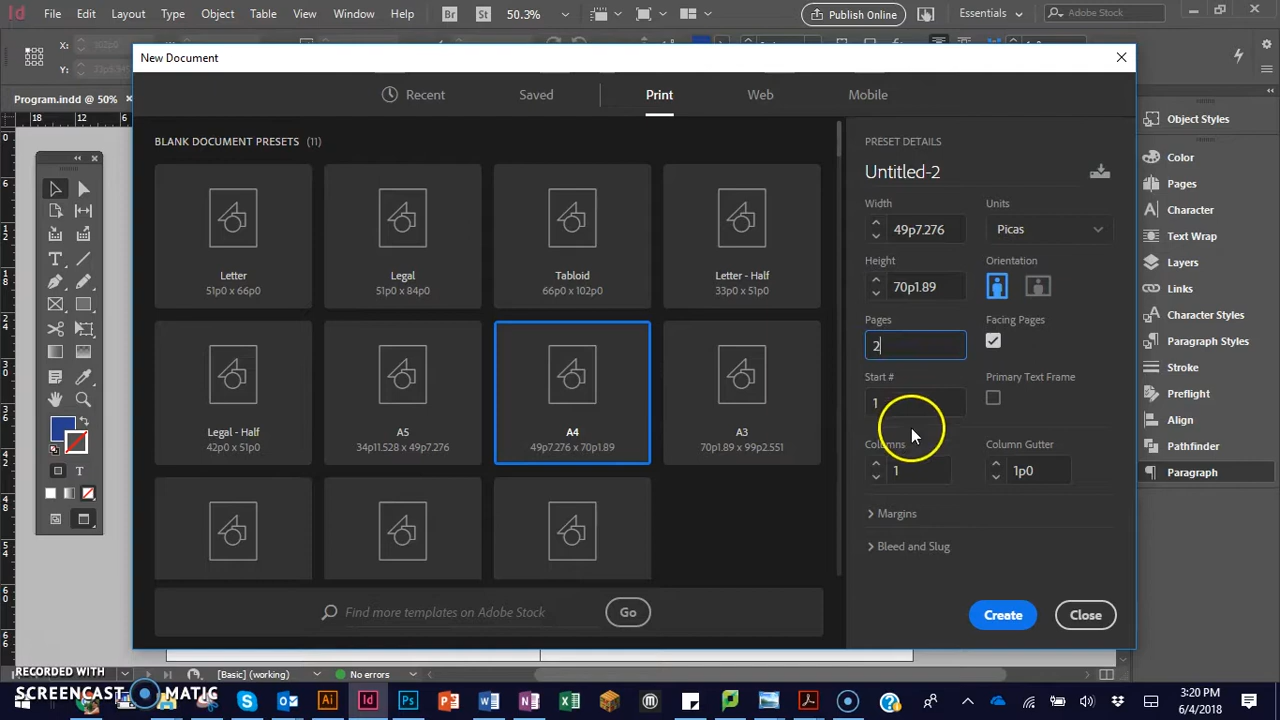 Id File Edit Layout Type Object Table View Window Help Br St 50.3% Publish Online Essentials Adobe Stock
X:
Y:
New Document
Recent Saved Print Web Mobile
Program.indd @ 50%
18 12
BLANK DOCUMENT PRESETS (11)
Letter
51p0 x 66p0
Legal
51p0 x 84p0
Tabloid
66p0 x 102p0
Letter - Half
33p0 x 51p0
Legal - Half
42p0 x 51p0
A5
34p11.528 x 49p7.276
A4
49p7.276 x 70p1.89
A3
70p1.89 x 99p2.551
Find more templates on Adobe Stock Go
PRESET DETAILS
Untitled-2
Width Units
49p7.276 Picas
Height Orientation
70p1.89
Pages Facing Pages
2
Start # Primary Text Frame
1
Columns Column Gutter
1 1p0
Margins
Bleed and Slug
Create Close
Object Styles
Color
Pages
Character
Text Wrap
Layers
Links
Character Styles
Paragraph Styles
Stroke
Preflight
Align
Pathfinder
Paragraph
[Basic] (working) No errors
RECORDED WITH
SCREENCAST MATIC
3:20 PM
6/4/2018